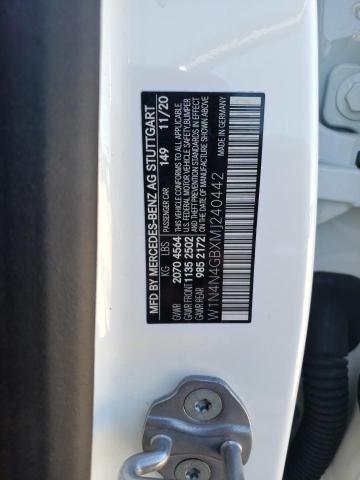 MFD BY MERCEDES-BENZ AG STUTTGART
PASSENGER CAR 149 11/20
KG LBS
GVWR 2070 4564
GAWR FRONT 1135 2502
GAWR REAR 985 2172
THIS VEHICLE CONFORMS TO ALL APPLICABLE
U.S. FEDERAL MOTOR VEHICLE SAFETY BUMPER
AND THEFT PREVENTION STANDARDS IN EFFECT
ON THE DATE OF MANUFACTURE SHOWN ABOVE
MADE IN GERMANY
W1N4N4GBXMJ240442